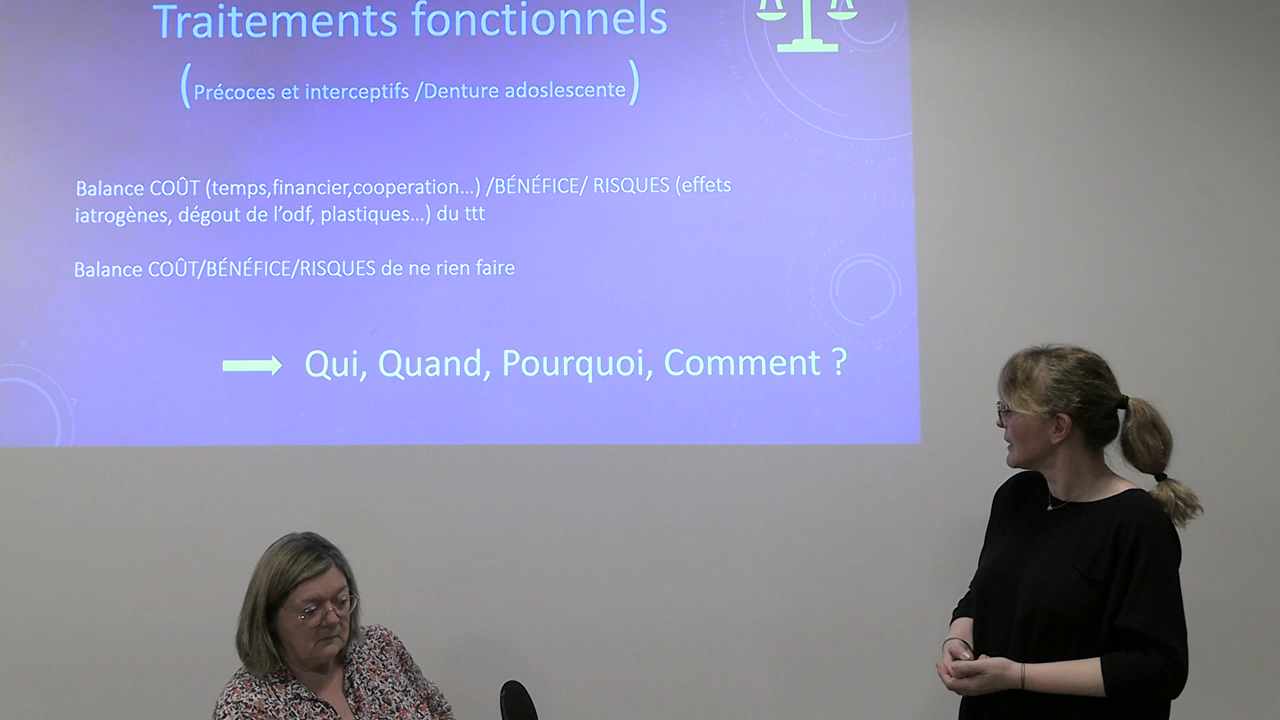 Traitements fonctionnels
(Précoces et interceptifs /Denture adoslescente)
Balance COÛT (temps,financier,cooperation...) /BÉNÉFICE/ RISQUES (effets
iatrogènes, dégout de l'odf, plastiques...) du ttt
Balance COÛT/BÉNÉFICE/RISQUES de ne rien faire
Qui, Quand, Pourquoi, Comment ?